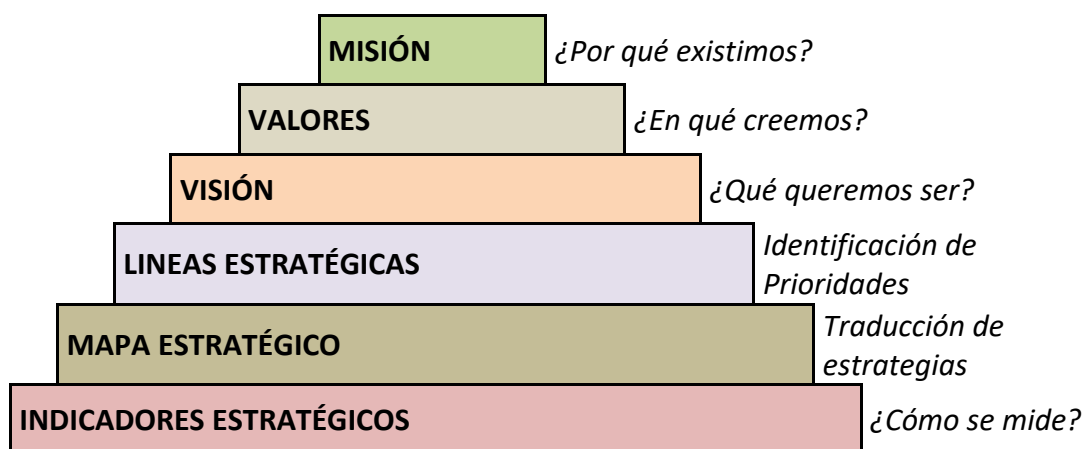 MISIÓN ¿Por qué existimos?
VALORES ¿En qué creemos?
VISIÓN ¿Qué queremos ser?
LINEAS ESTRATÉGICAS Identificación de
Prioridades
MAPA ESTRATÉGICO Traducción de
estrategias
INDICADORES ESTRATÉGICOS ¿Cómo se mide?